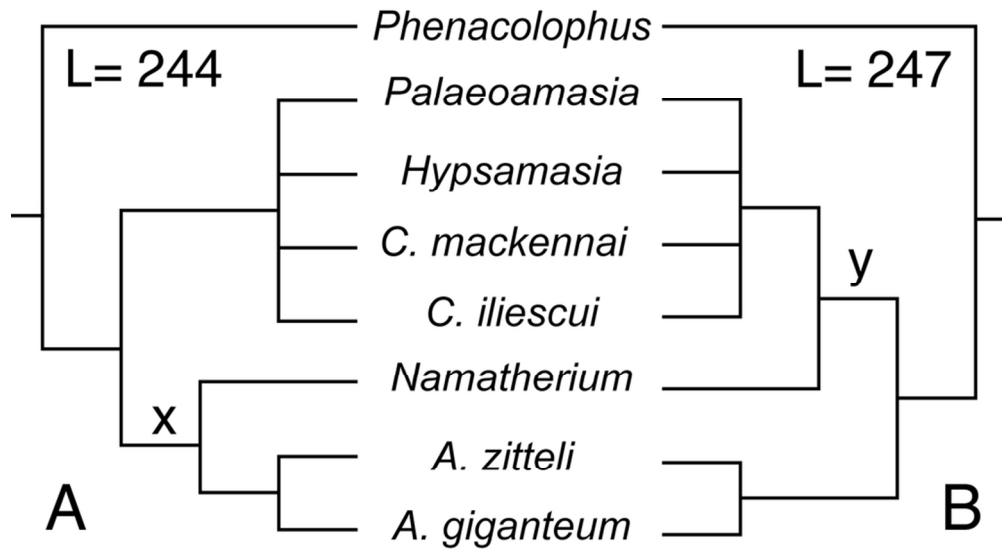 Phenacolophus
L= 244
L= 247
Palaeoamasia
Hypsamasia
C. mackennai
y
C. iliescui
Namatherium
x
A. zitteli
A
B
A. giganteum